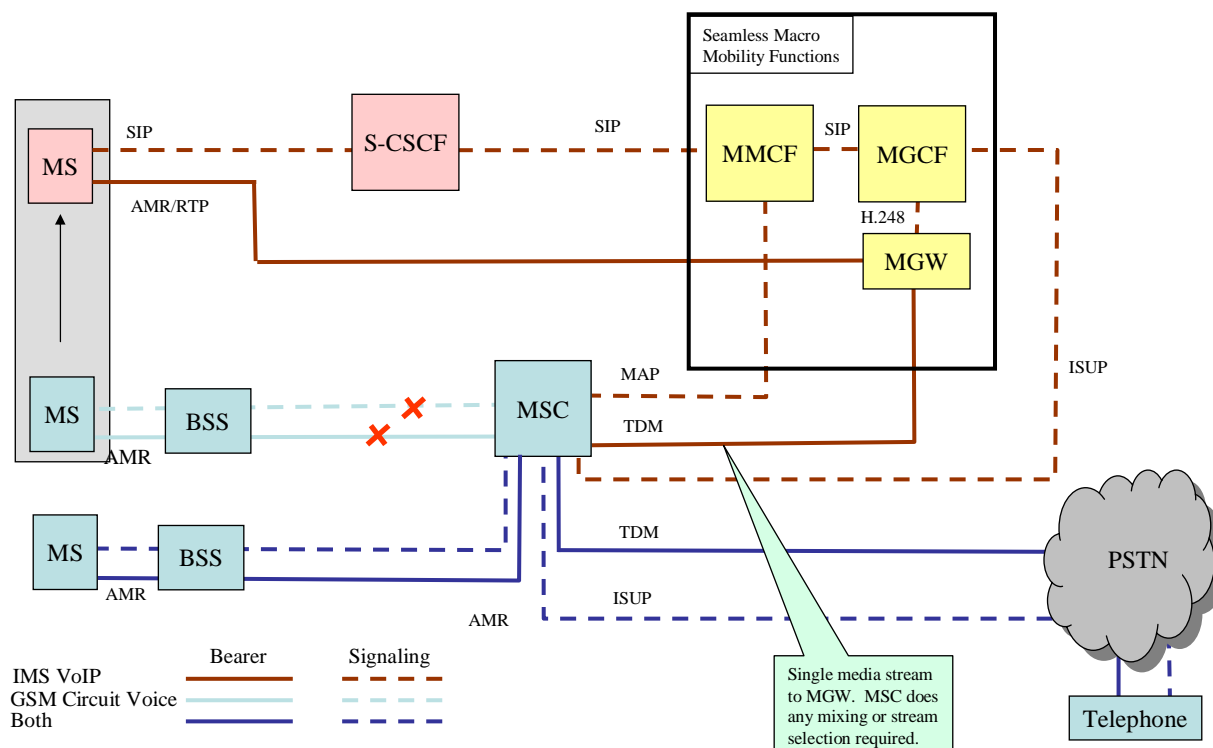 Seamless Macro
Mobility Functions
SIP
S-CSCF
SIP
MMCF
SIP
MGCF
MS
AMR/RTP
H.248
MGW
MAP
ISUP
MS
BSS
MSC
TDM
AMR
MS
BSS
TDM
PSTN
AMR
ISUP
AMR
Bearer
Signaling
IMS VoIP
GSM Circuit Voice
Both
Single media stream
to MGW. MSC does
any mixing or stream
selection required.
Telephone